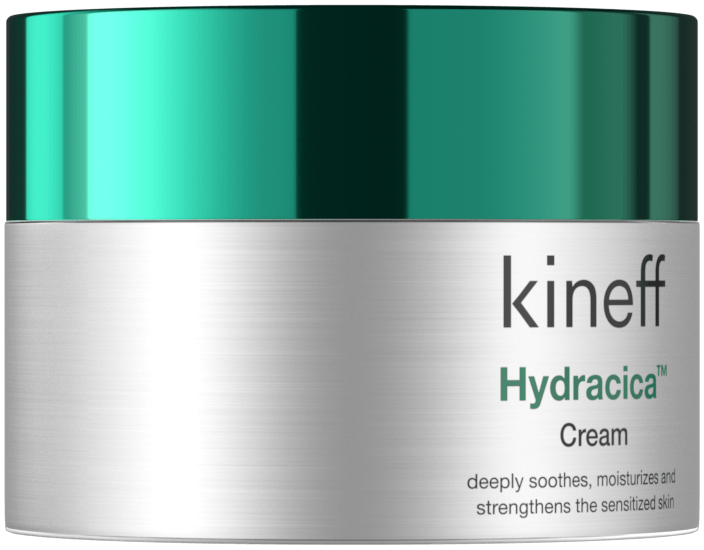 kineff
Hydracica™
Cream
deeply soothes, moisturizes and
strengthens the sensitized skin